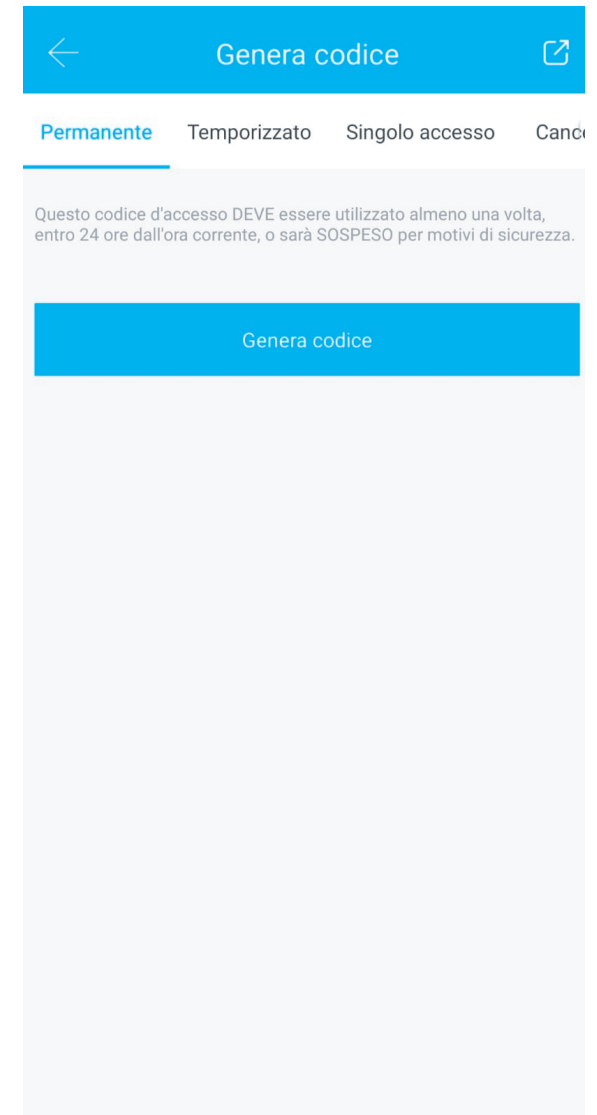 Genera codice
Permanente Temporizzato Singolo accesso
Questo codice d'accesso DEVE essere utilizzato almeno una volta,
entro 24 ore dall'ora corrente, o sarà SOSPESO per motivi di sicurezza.
Genera codice